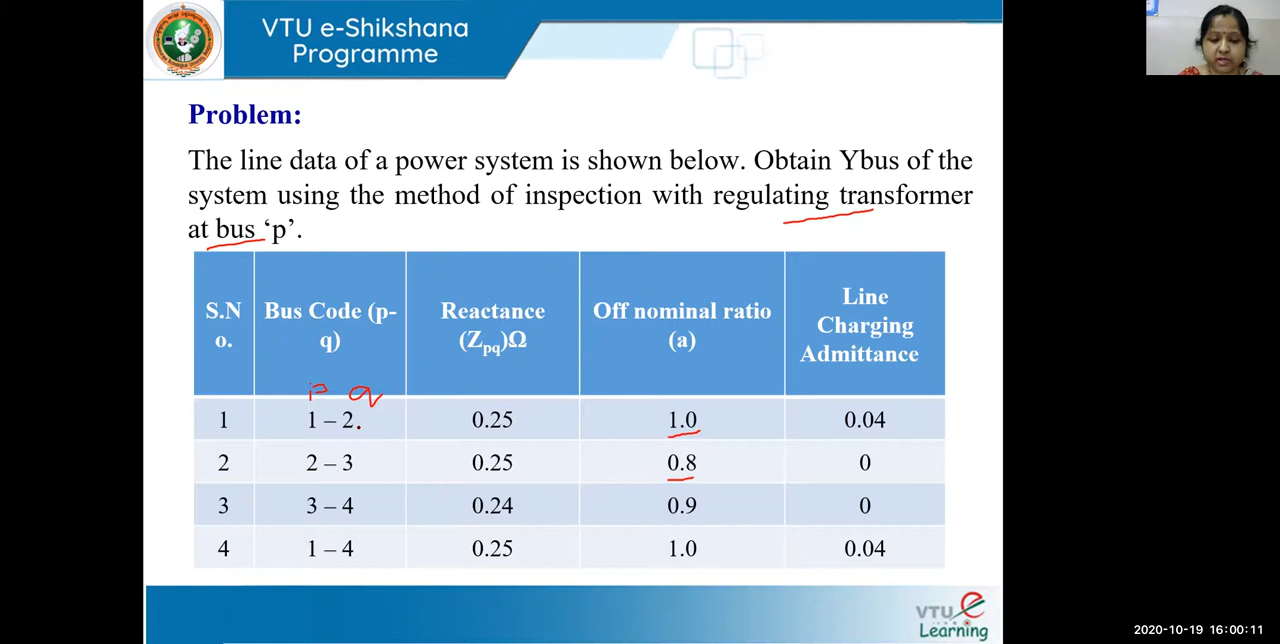 VTU e-Shikshana
Programme
Problem:
The line data of a power system is shown below. Obtain Ybus of the
system using the method of inspection with regulating transformer
at bus ‘p’.
S.N
o.
Bus Code (p-
q)
Reactance
(Zpq)Ω
Off nominal ratio
(a)
Line
Charging
Admittance
P q
1 1 – 2 0.25 1.0 0.04
2 2 – 3 0.25 0.8 0
3 3 – 4 0.24 0.9 0
4 1 – 4 0.25 1.0 0.04
VTU e
Learning
2020-10-19 16:00:11